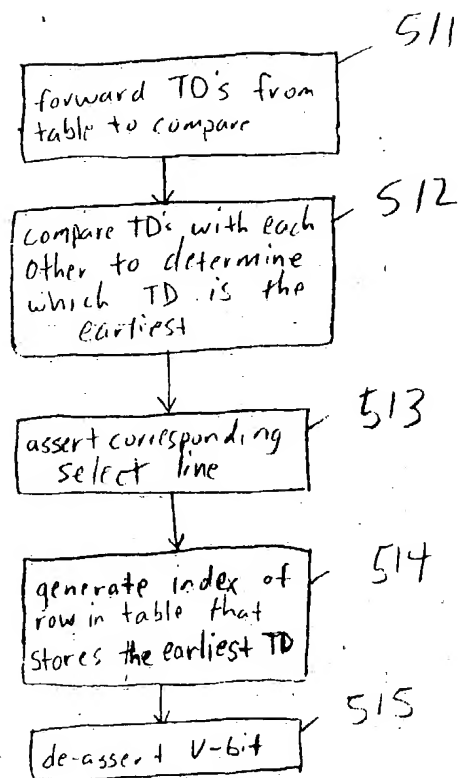 511
forward TD's from
table to compare
512
compare TD's with each
other to determine
which TD is the
earliest
513
assert corresponding
select line
514
generate index of
row in table that
stores the earliest TD
515
de-assert V-bit